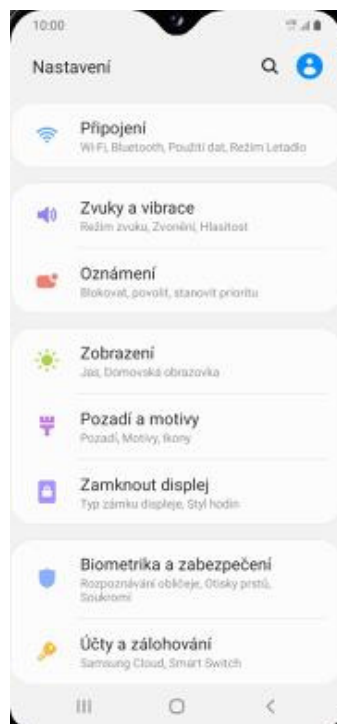 10:00
Nastavení
Připojení
Wi-Fi, Bluetooth, Použití dat, Režim Letadlo
Zvuky a vibrace
Režim zvuku, Zvonění, Hlasitost
Oznámení
Blokovat, povolit, stanovit prioritu
Zobrazení
Jas, Domovská obrazovka
Pozadí a motivy
Pozadí, Motivy, Ikony
Zamknout displej
Typ zámku displeje, Styl hodin
Biometrika a zabezpečení
Rozpoznávání obličeje, Otisky prstů,
Soukromí
Účty a zálohování
Samsung Cloud, Smart Switch